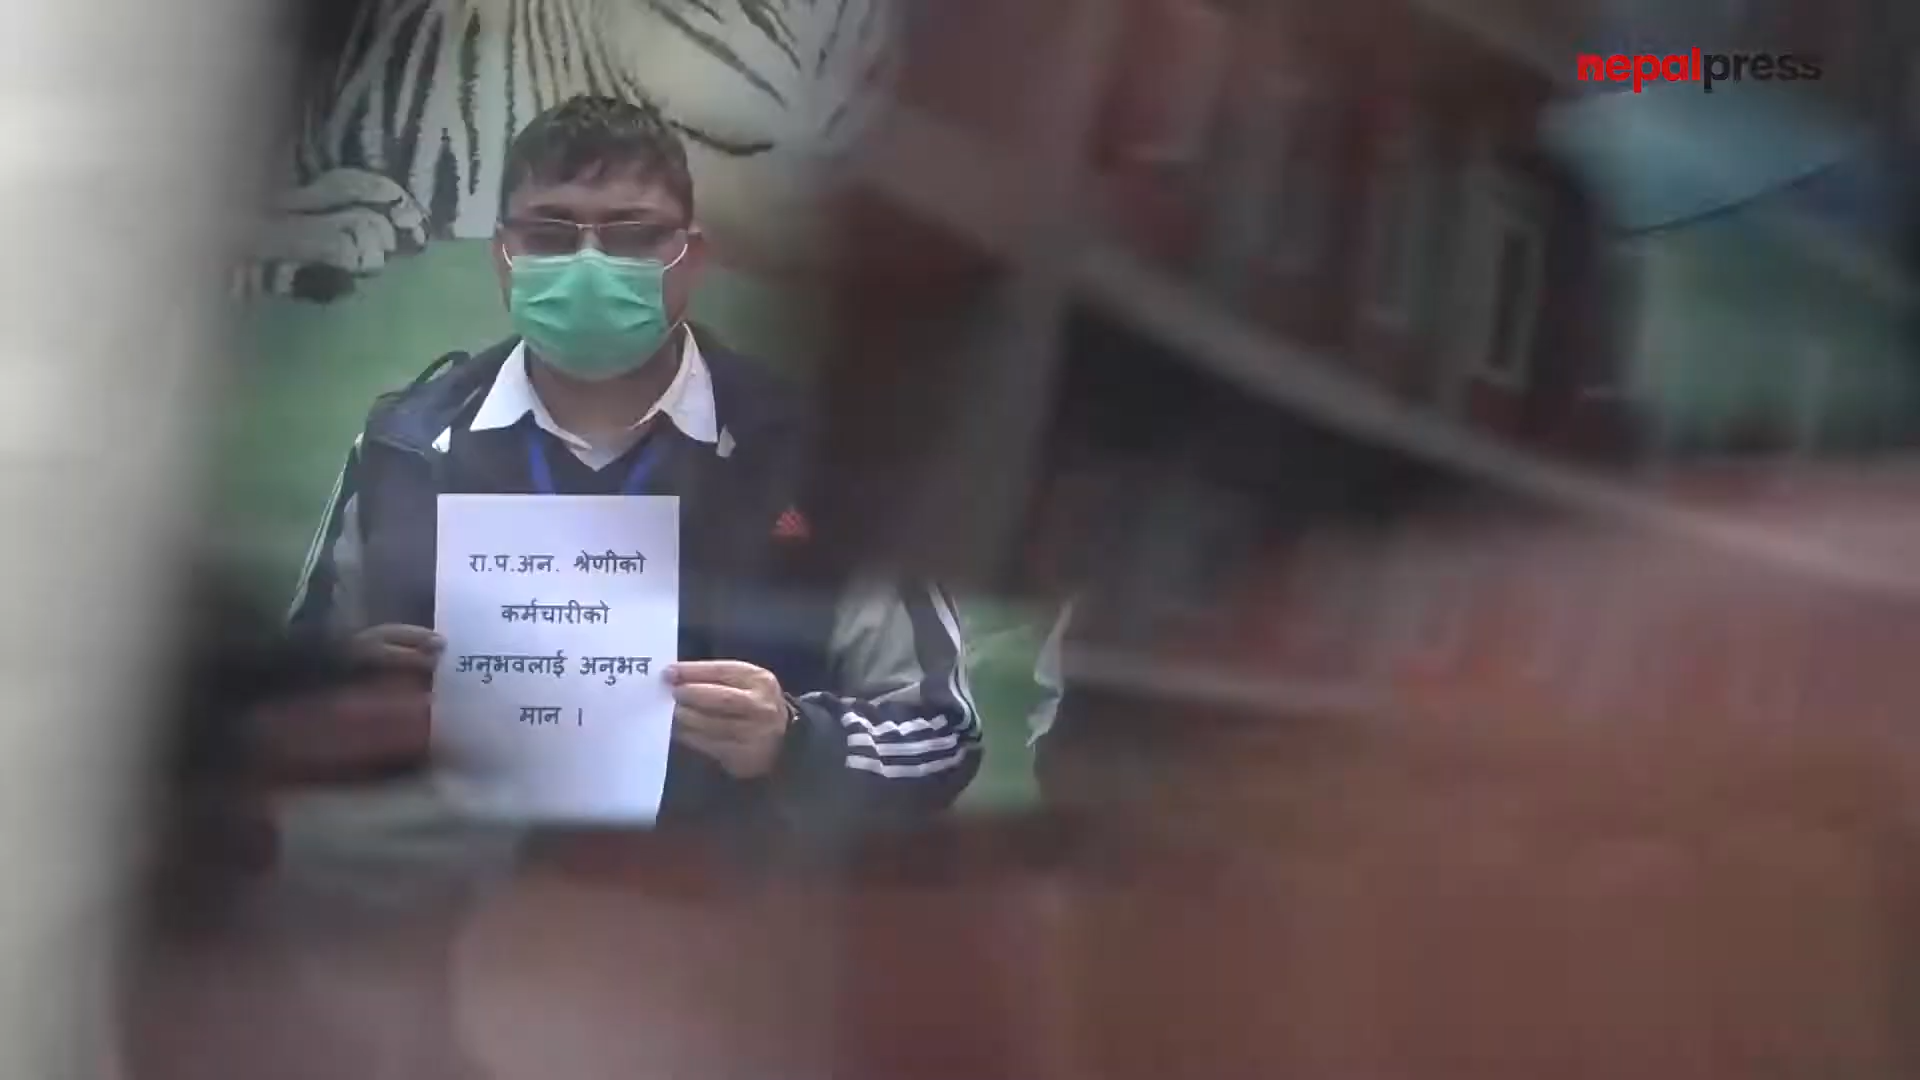 nepalpress
रा.प.अन. श्रेणीको
कर्मचारीको
अनुभवलाई अनुभव
मान ।